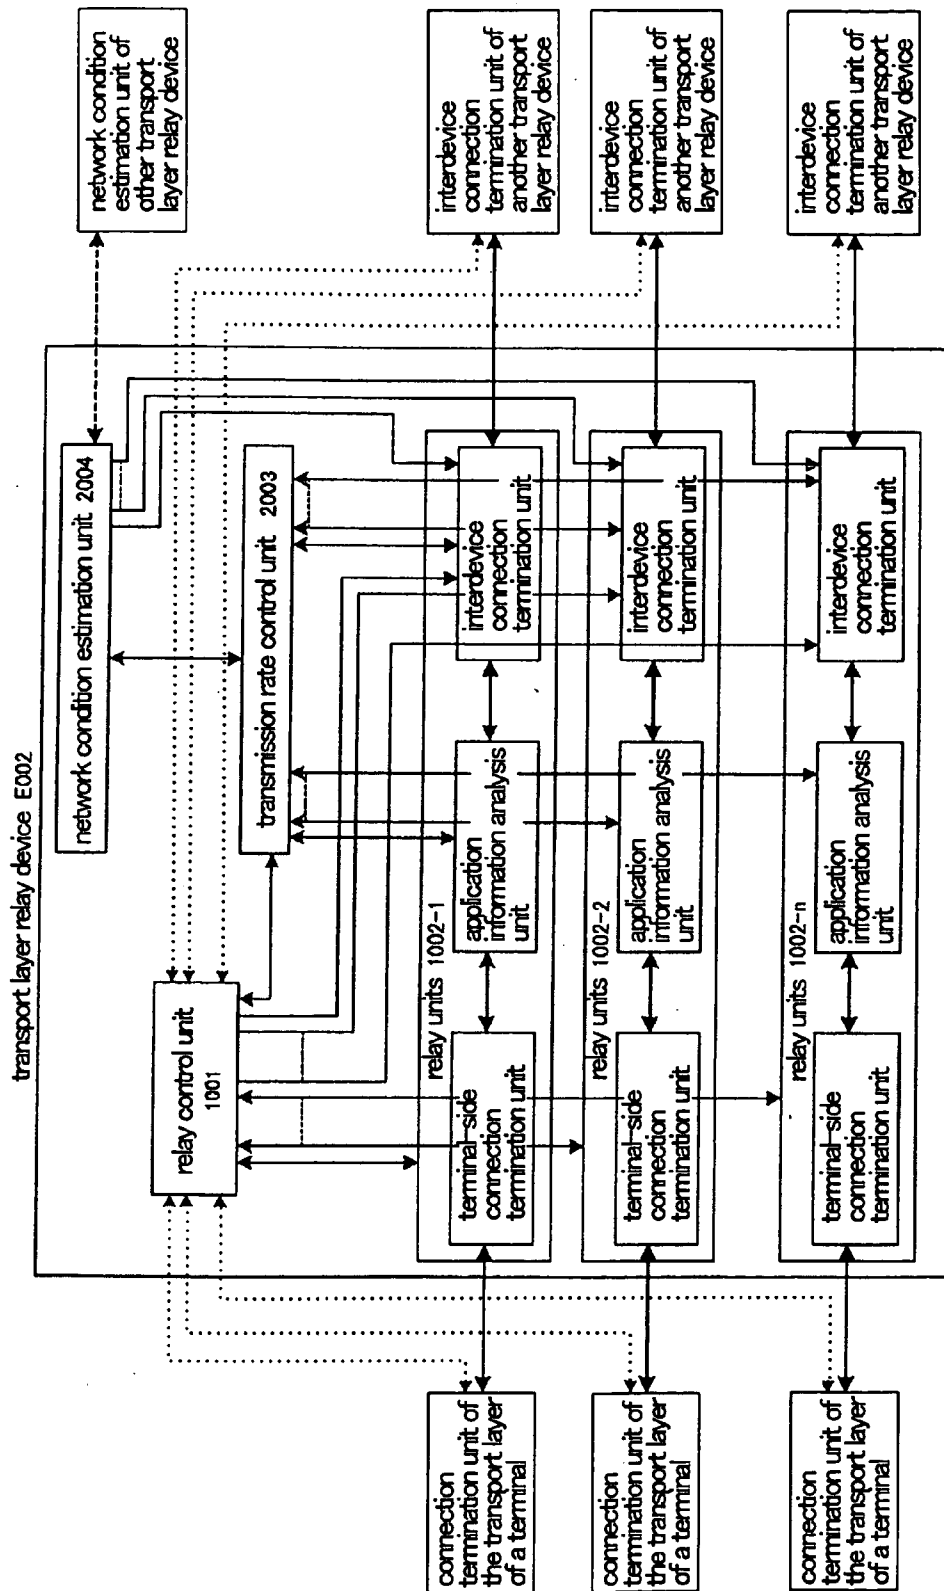 transport layer relay device E002
network condition estimation unit 2004
network condition
estimation unit of
other transport
layer relay device
relay control unit
1001
transmission rate control unit 2003
relay units 1002-1
connection
termination unit of
the transport layer
of a terminal
terminal-side
connection
termination unit
application
information analysis
unit
interdevice
connection
termination unit
interdevice
connection
termination unit of
another transport
layer relay device
relay units 1002-2
connection
termination unit of
the transport layer
of a terminal
terminal-side
connection
termination unit
application
information analysis
unit
interdevice
connection
termination unit
interdevice
connection
termination unit of
another transport
layer relay device
relay units 1002-n
connection
termination unit of
the transport layer
of a terminal
terminal-side
connection
termination unit
application
information analysis
unit
interdevice
connection
termination unit
interdevice
connection
termination unit of
another transport
layer relay device